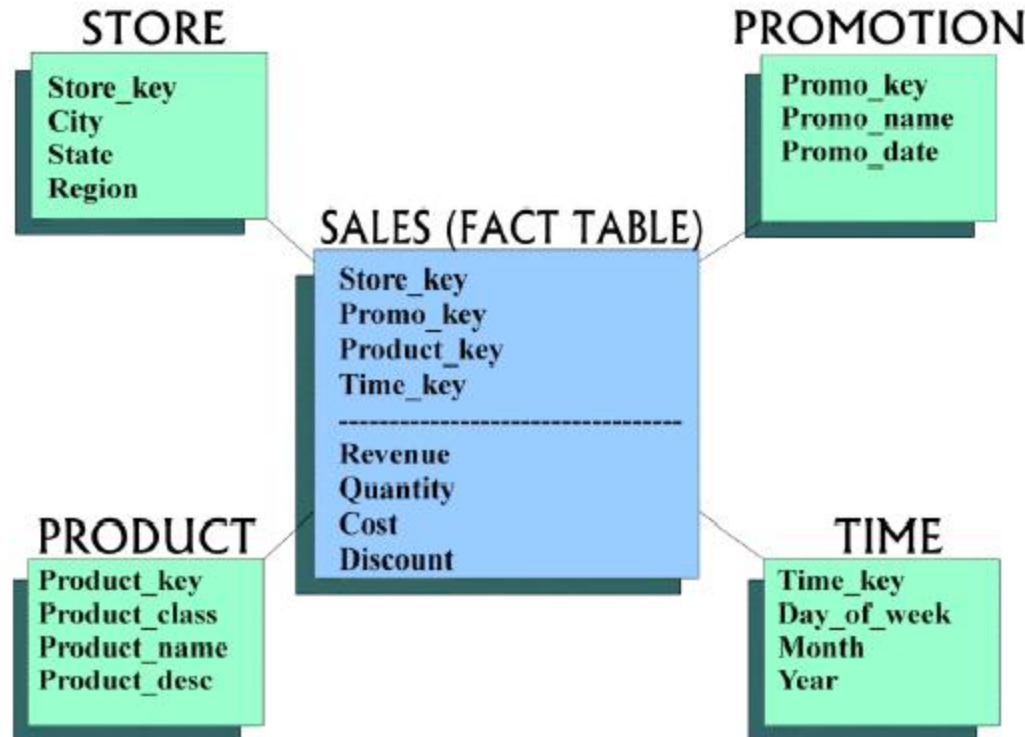 STORE
Store_key
City
State
Region
PROMOTION
Promo_key
Promo_name
Promo_date
SALES (FACT TABLE)
Store_key
Promo_key
Product_key
Time_key
----------------------------------
Revenue
Quantity
Cost
Discount
PRODUCT
Product_key
Product_class
Product_name
Product_desc
TIME
Time_key
Day_of_week
Month
Year